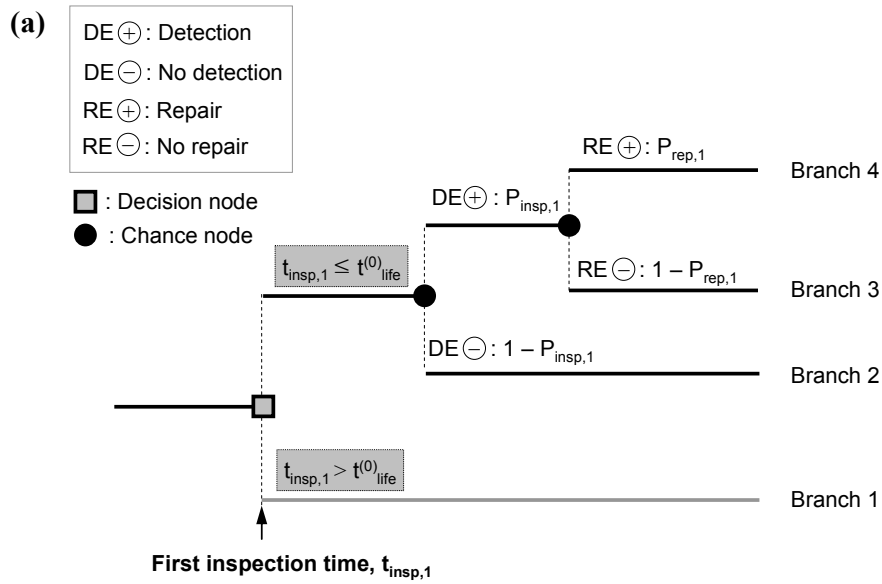 (a)
DE⊕: Detection
DE⊖: No detection
RE⊕: Repair
RE⊖: No repair
: Decision node
: Chance node
RE⊕: P_rep,1
Branch 4
DE⊕: P_insp,1
t_insp,1 ≤ t^(0)_life
RE⊖: 1 – P_rep,1
Branch 3
DE⊖: 1 – P_insp,1
Branch 2
t_insp,1 > t^(0)_life
Branch 1
First inspection time, t_insp,1